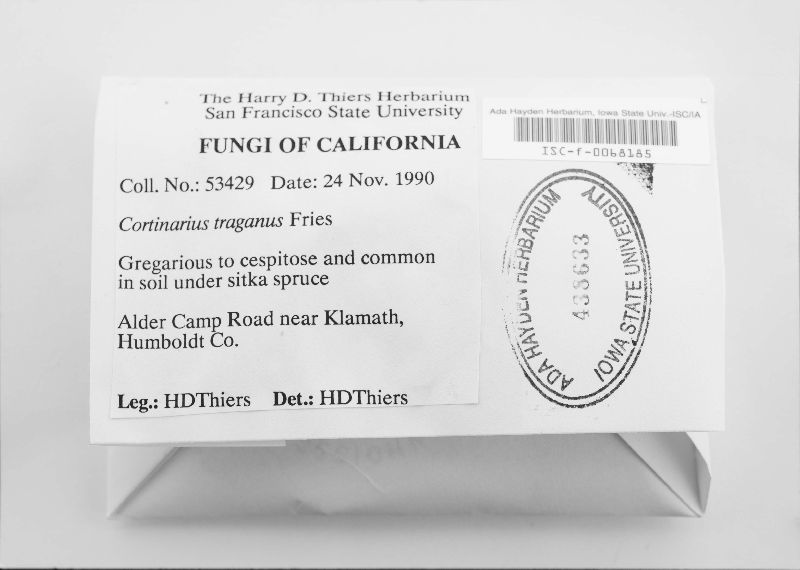 The Harry D. Thiers Herbarium
San Francisco State University
FUNGI OF CALIFORNIA
Coll. No.: 53429 Date: 24 Nov. 1990
Cortinarius traganus Fries
Gregarious to cespitose and common
in soil under sitka spruce
Alder Camp Road near Klamath,
Humboldt Co.
Leg.: HDThiers Det.: HDThiers
Ada Hayden Herbarium, Iowa State Univ.-ISC/IA
ISC-f-0068185
ADA HAYDEN HERBARIUM
438633
IOWA STATE UNIVERSITY